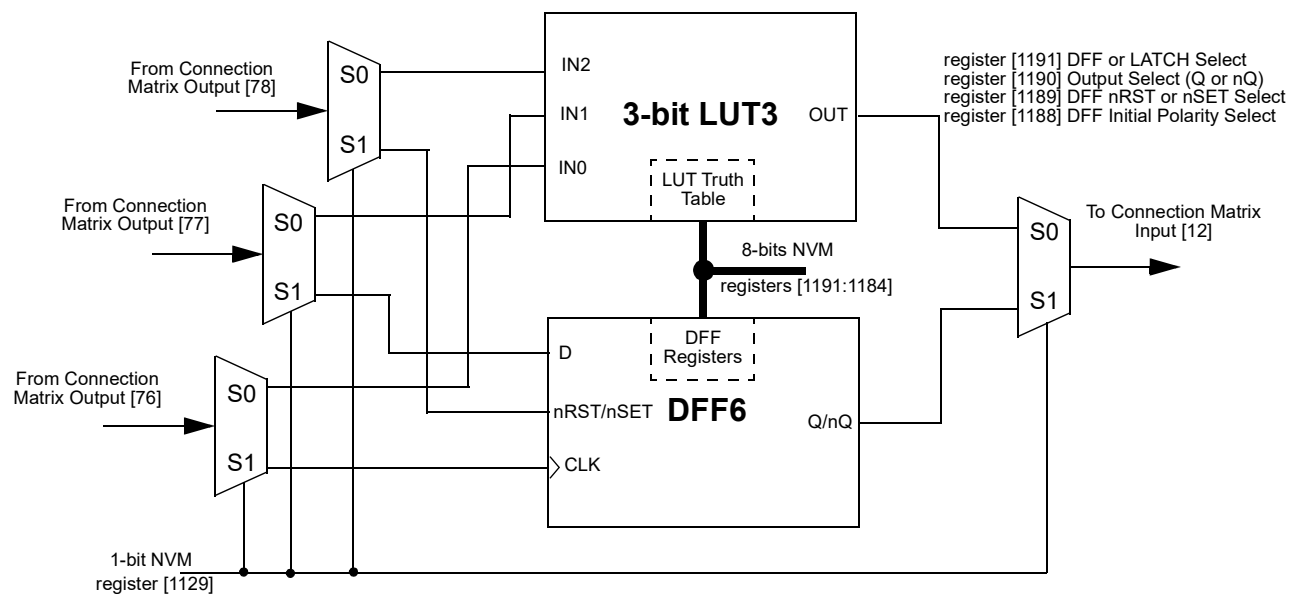 From Connection
Matrix Output [78]
S0
S1
From Connection
Matrix Output [77]
S0
S1
From Connection
Matrix Output [76]
S0
S1
1-bit NVM
register [1129]
IN2
IN1
IN0
3-bit LUT3
OUT
LUT Truth
Table
8-bits NVM
registers [1191:1184]
DFF
Registers
D
nRST/nSET
DFF6
Q/nQ
CLK
register [1191] DFF or LATCH Select
register [1190] Output Select (Q or nQ)
register [1189] DFF nRST or nSET Select
register [1188] DFF Initial Polarity Select
S0
S1
To Connection Matrix
Input [12]